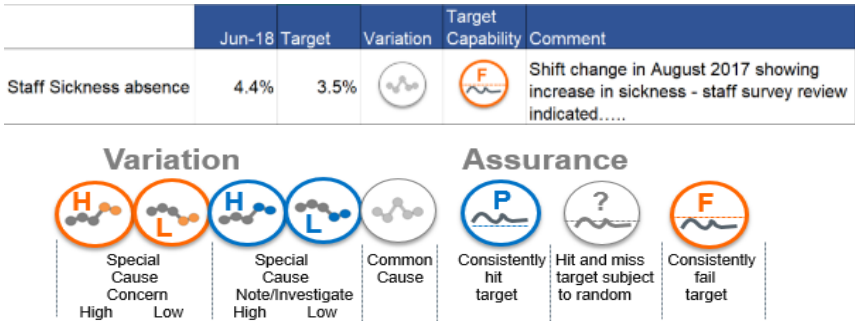 Target
Jun-18 Target Variation Capability Comment
Staff Sickness absence 4.4% 3.5% F Shift change in August 2017 showing
increase in sickness - staff survey review
indicated…..
Variation Assurance
H L H L P ? F
Special Special Common Consistently Hit and miss Consistently
Cause Cause Cause hit target subject fail
Concern Note/Investigate target to random target
High Low High Low